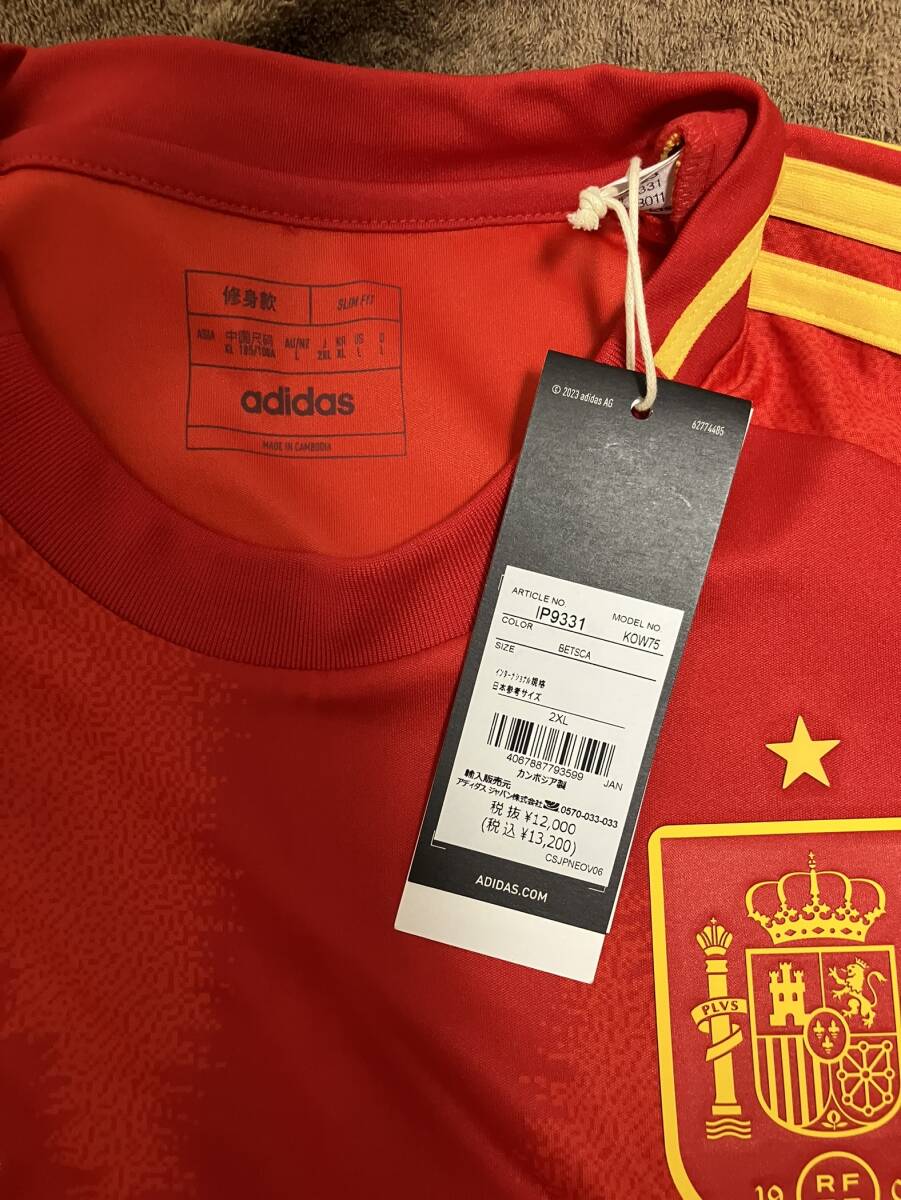 331
3011
修身款 SLIM FIT
ASIA 中国尺码 AU/NZ J KR US D
XL 185/108A L 2XL XL L L
adidas
MADE IN CAMBODIA
© 2023 adidas AG
62774485
ARTICLE NO. IP9331 MODEL NO. KOW75
COLOR BETSCA
SIZE
インターナショナル規格
日本参考サイズ
2XL
4067887793599 JAN
カンボジア製
輸入販売元
アディダス ジャパン株式会社 0570-033-033
税抜 ¥12,000
(税込 ¥13,200)
CSJPNEOV06
ADIDAS.COM
PLVS
19
RF